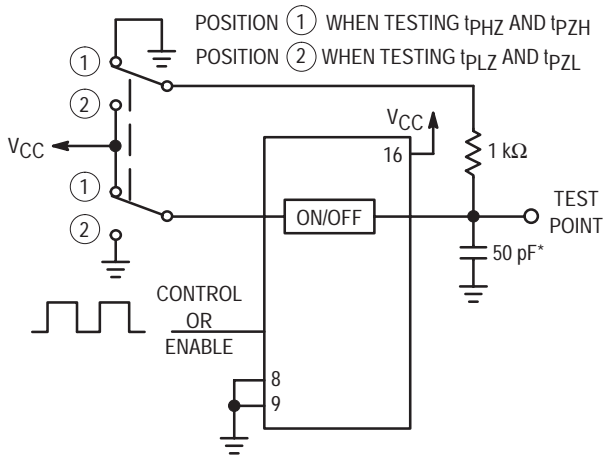 POSITION 1 WHEN TESTING tPHZ AND tPZH
POSITION 2 WHEN TESTING tPLZ AND tPZL
1
2
VCC
1
2
VCC
16
1 kΩ
ON/OFF
TEST
POINT
50 pF*
CONTROL
OR
ENABLE
8
9